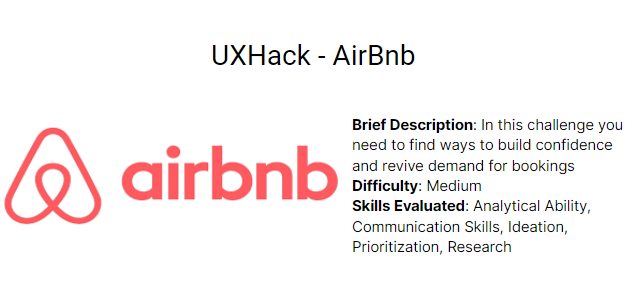 UXHack - AirBnb
airbnb
Brief Description: In this challenge you
need to find ways to build confidence
and revive demand for bookings
Difficulty: Medium
Skills Evaluated: Analytical Ability,
Communication Skills, Ideation,
Prioritization, Research